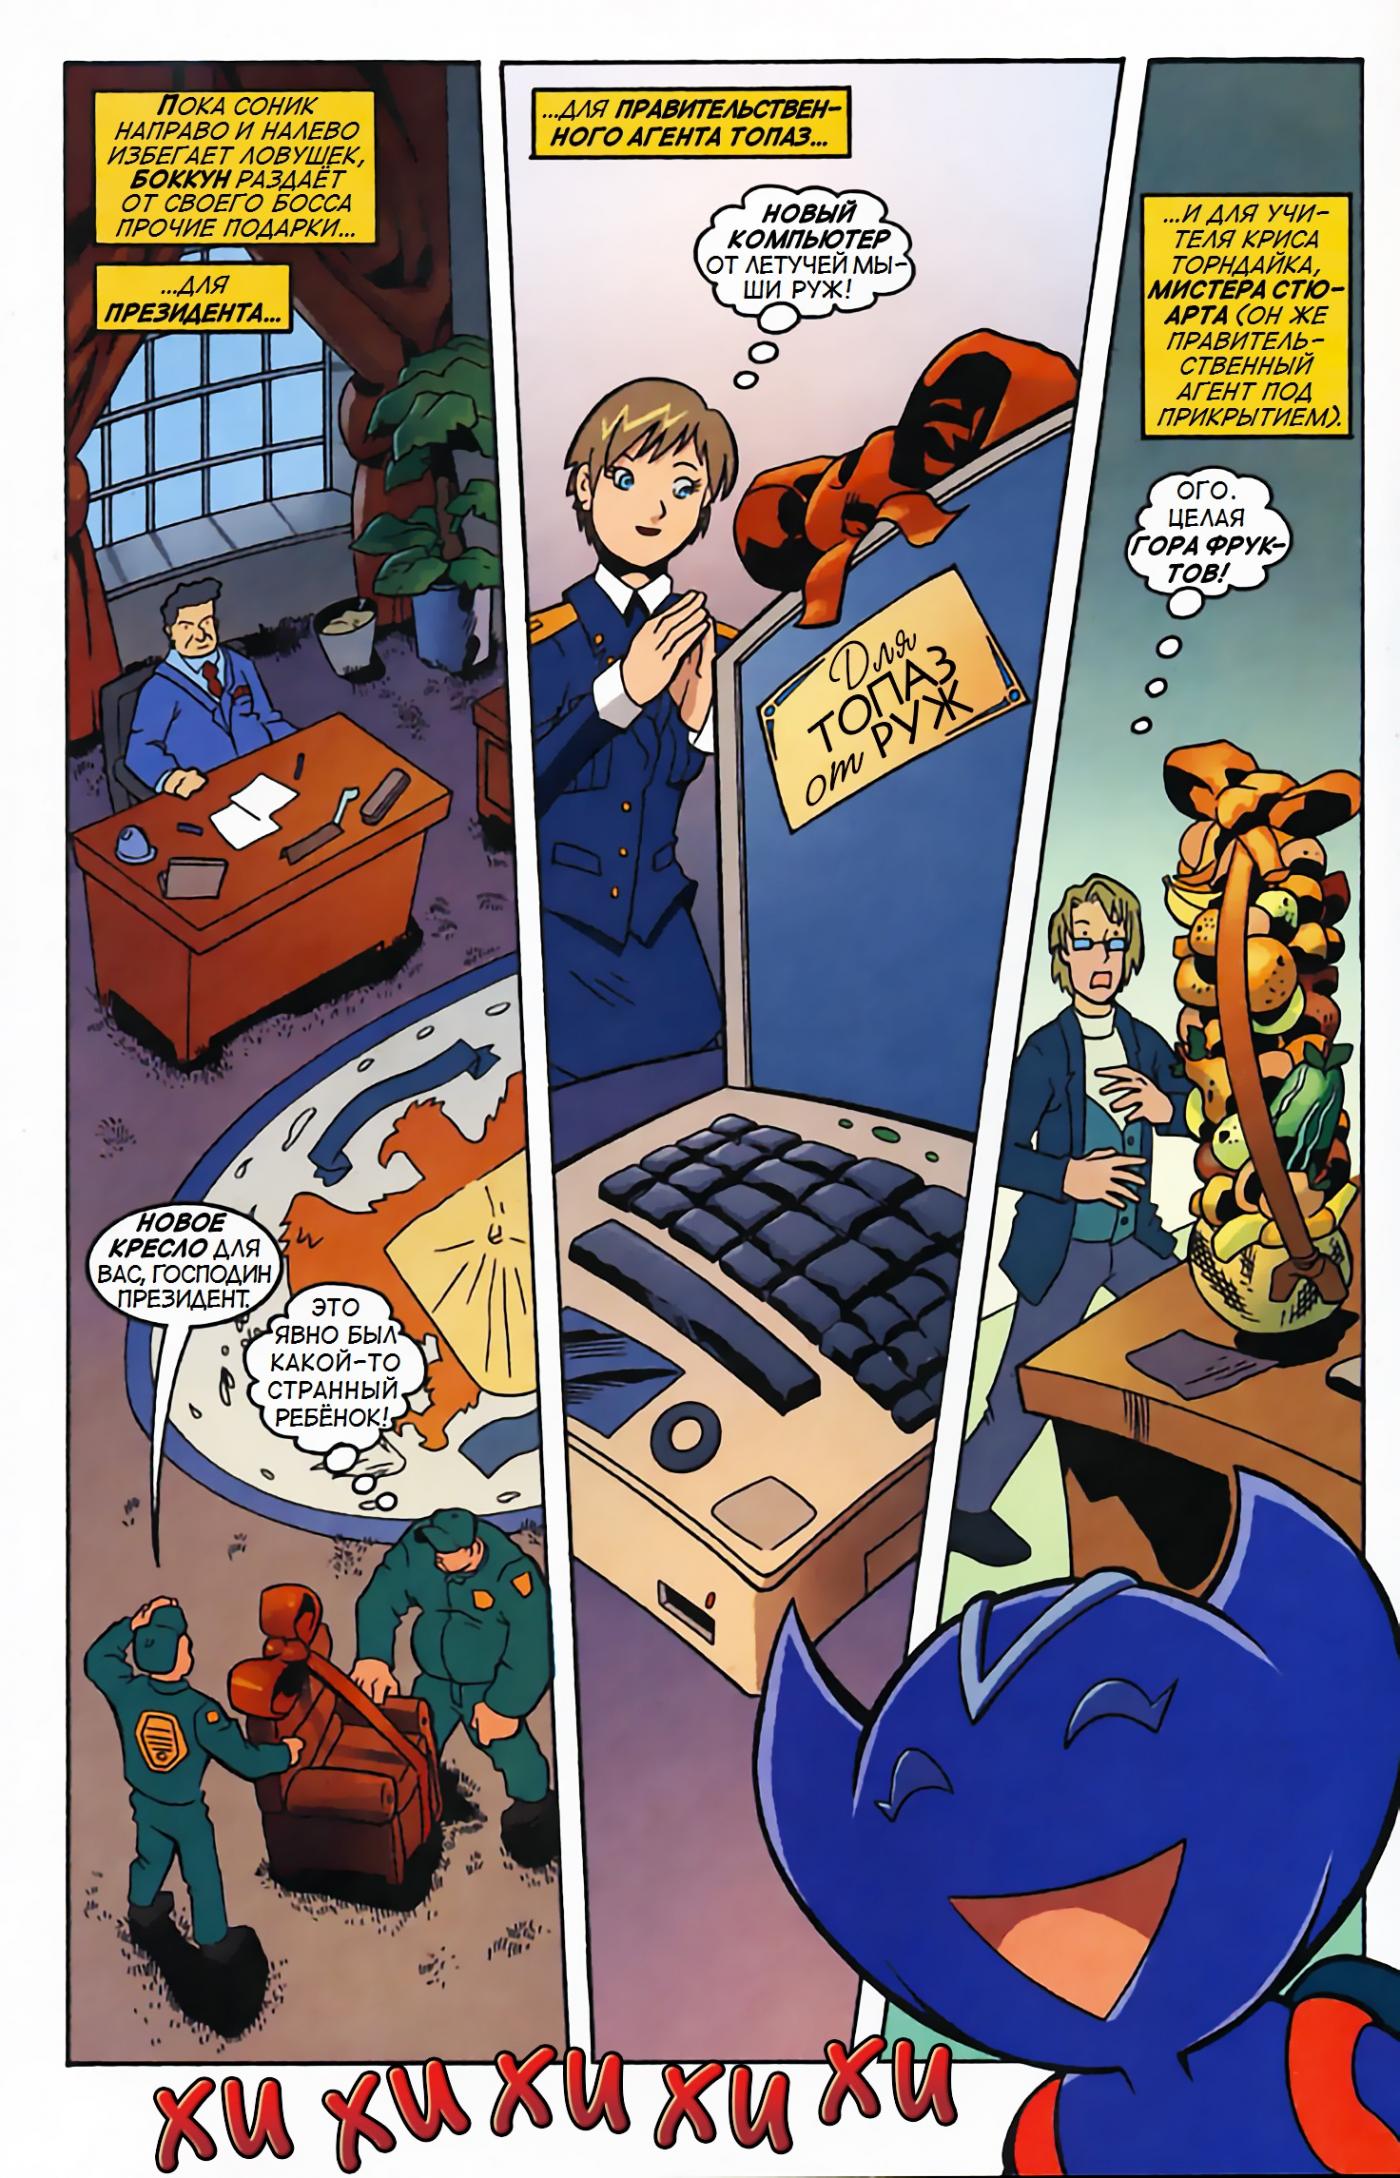 ПОКА СОНИК
НАПРАВО И НАЛЕВО
ИЗБЕГАЕТ ЛОВУШЕК,
БОККУН РАЗДАЁТ
ОТ СВОЕГО БОССА
ПРОЧИЕ ПОДАРКИ...
...ДЛЯ
ПРЕЗИДЕНТА...
НОВОЕ
КРЕСЛО ДЛЯ
ВАС, ГОСПОДИН
ПРЕЗИДЕНТ.
ЭТО
ЯВНО БЫЛ
КАКОЙ-ТО
СТРАННЫЙ
РЕБЁНОК!
...ДЛЯ ПРАВИТЕЛЬСТВЕН-
НОГО АГЕНТА ТОПАЗ...
НОВЫЙ
КОМПЬЮТЕР
ОТ ЛЕТУЧЕЙ МЫ-
ШИ РУЖ!
Для
ТОПАЗ
от РУЖ
...И ДЛЯ УЧИ-
ТЕЛЯ КРИСА
ТОРНДАЙКА,
МИСТЕРА СТЮ-
АРТА (ОН ЖЕ
ПРАВИТЕЛЬ-
СТВЕННЫЙ
АГЕНТ ПОД
ПРИКРЫТИЕМ).
ОГО.
ЦЕЛАЯ
ГОРА ФРУК-
ТОВ!
ХИ ХИ ХИ ХИ ХИ